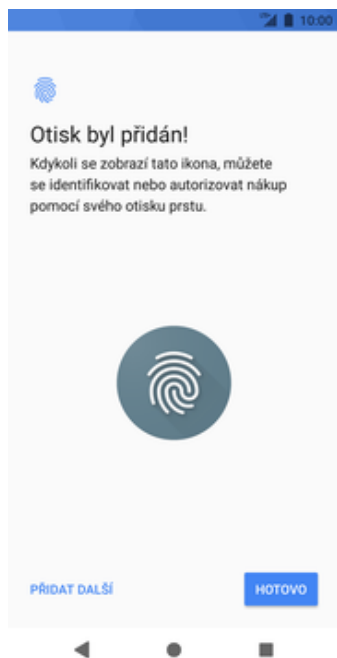 10:00
Otisk byl přidán!
Kdykoli se zobrazí tato ikona, můžete
se identifikovat nebo autorizovat nákup
pomocí svého otisku prstu.
PŘIDAT DALŠÍ
HOTOVO